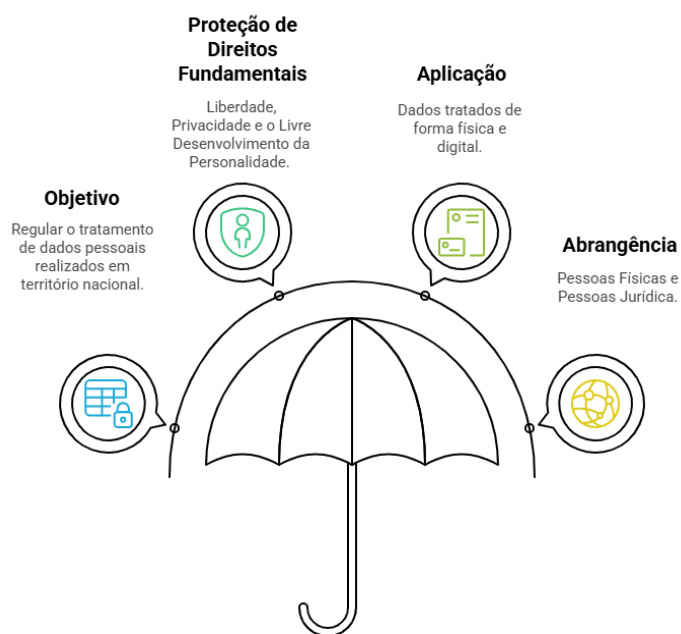 Proteção de
Direitos
Fundamentais
Liberdade,
Privacidade e o Livre
Desenvolvimento da
Personalidade.
Aplicação
Dados tratados de
forma física e
digital.
Objetivo
Regular o tratamento
de dados pessoais
realizados em
território nacional.
Abrangência
Pessoas Físicas e
Pessoas Jurídica.